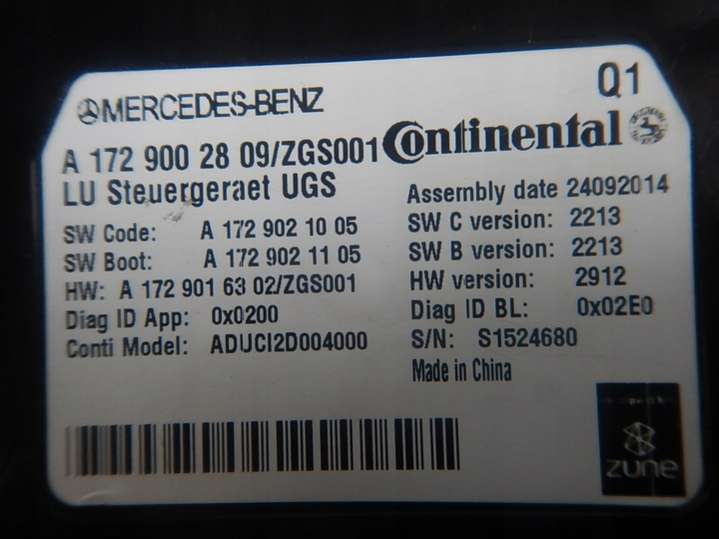 Q1
MERCEDES-BENZ
Continental
A 172 900 28 09/ZGS001
LU Steuergeraet UGS
SW Code: A 172 902 10 05
SW Boot: A 172 902 11 05
HW: A 172 901 63 02/ZGS001
Diag ID App: 0x0200
Conti Model: ADUCI2D004000
Assembly date 24092014
SW C version: 2213
SW B version: 2213
HW version: 2912
Diag ID BL: 0x02E0
S/N: S1524680
Made in China
zune